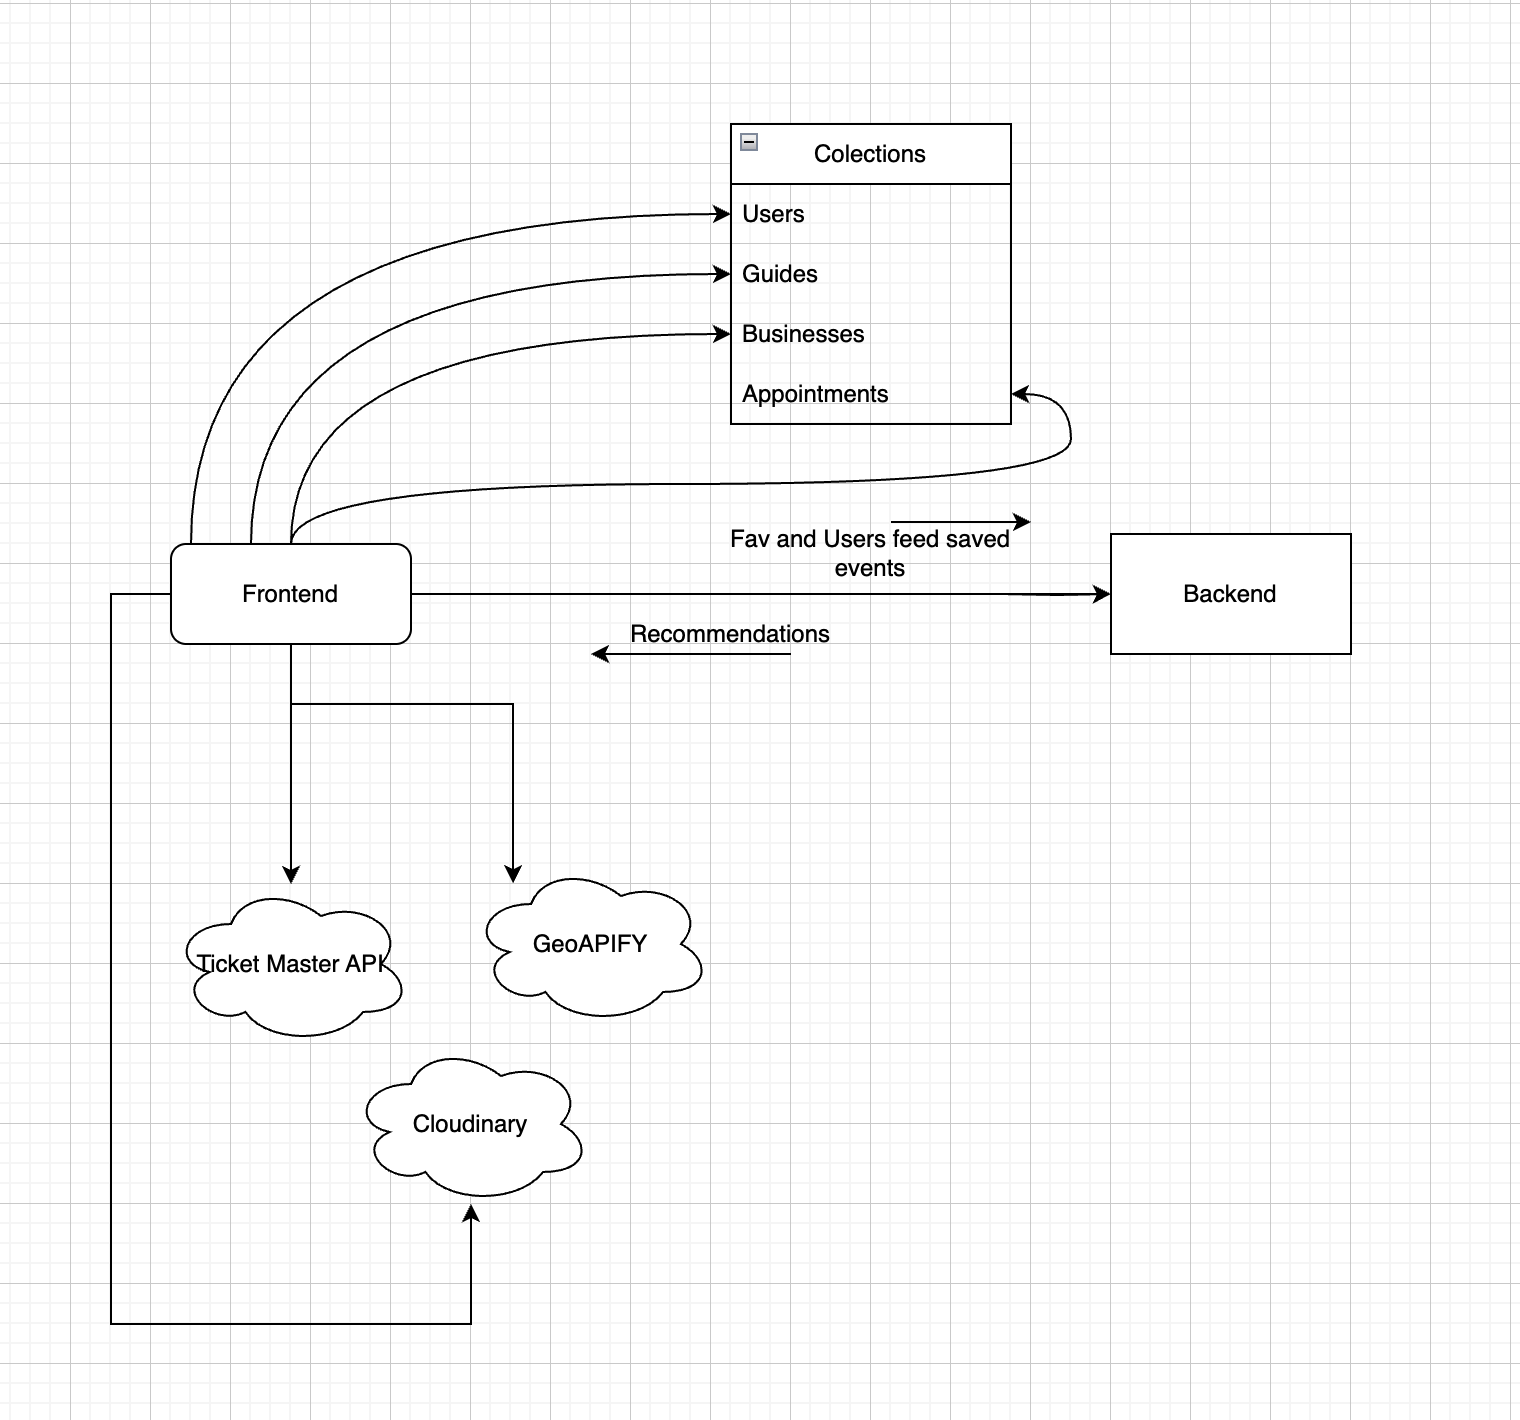 Colections
Users
Guides
Businesses
Appointments
Fav and Users feed saved
events
Frontend
Backend
Recommendations
Ticket Master API
GeoAPIFY
Cloudinary